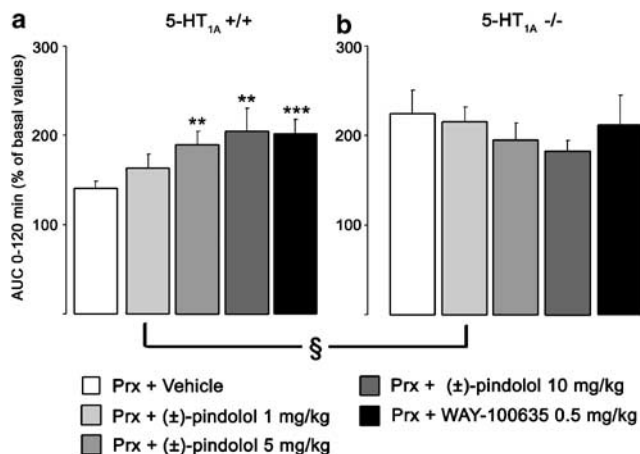 a
5-HT1A +/+
b
5-HT1A -/-
AUC 0-120 min (% of basal values)
300
200
100
**
**
***
300
200
100
§
Prx + Vehicle
Prx + (±)-pindolol 1 mg/kg
Prx + (±)-pindolol 5 mg/kg
Prx + (±)-pindolol 10 mg/kg
Prx + WAY-100635 0.5 mg/kg